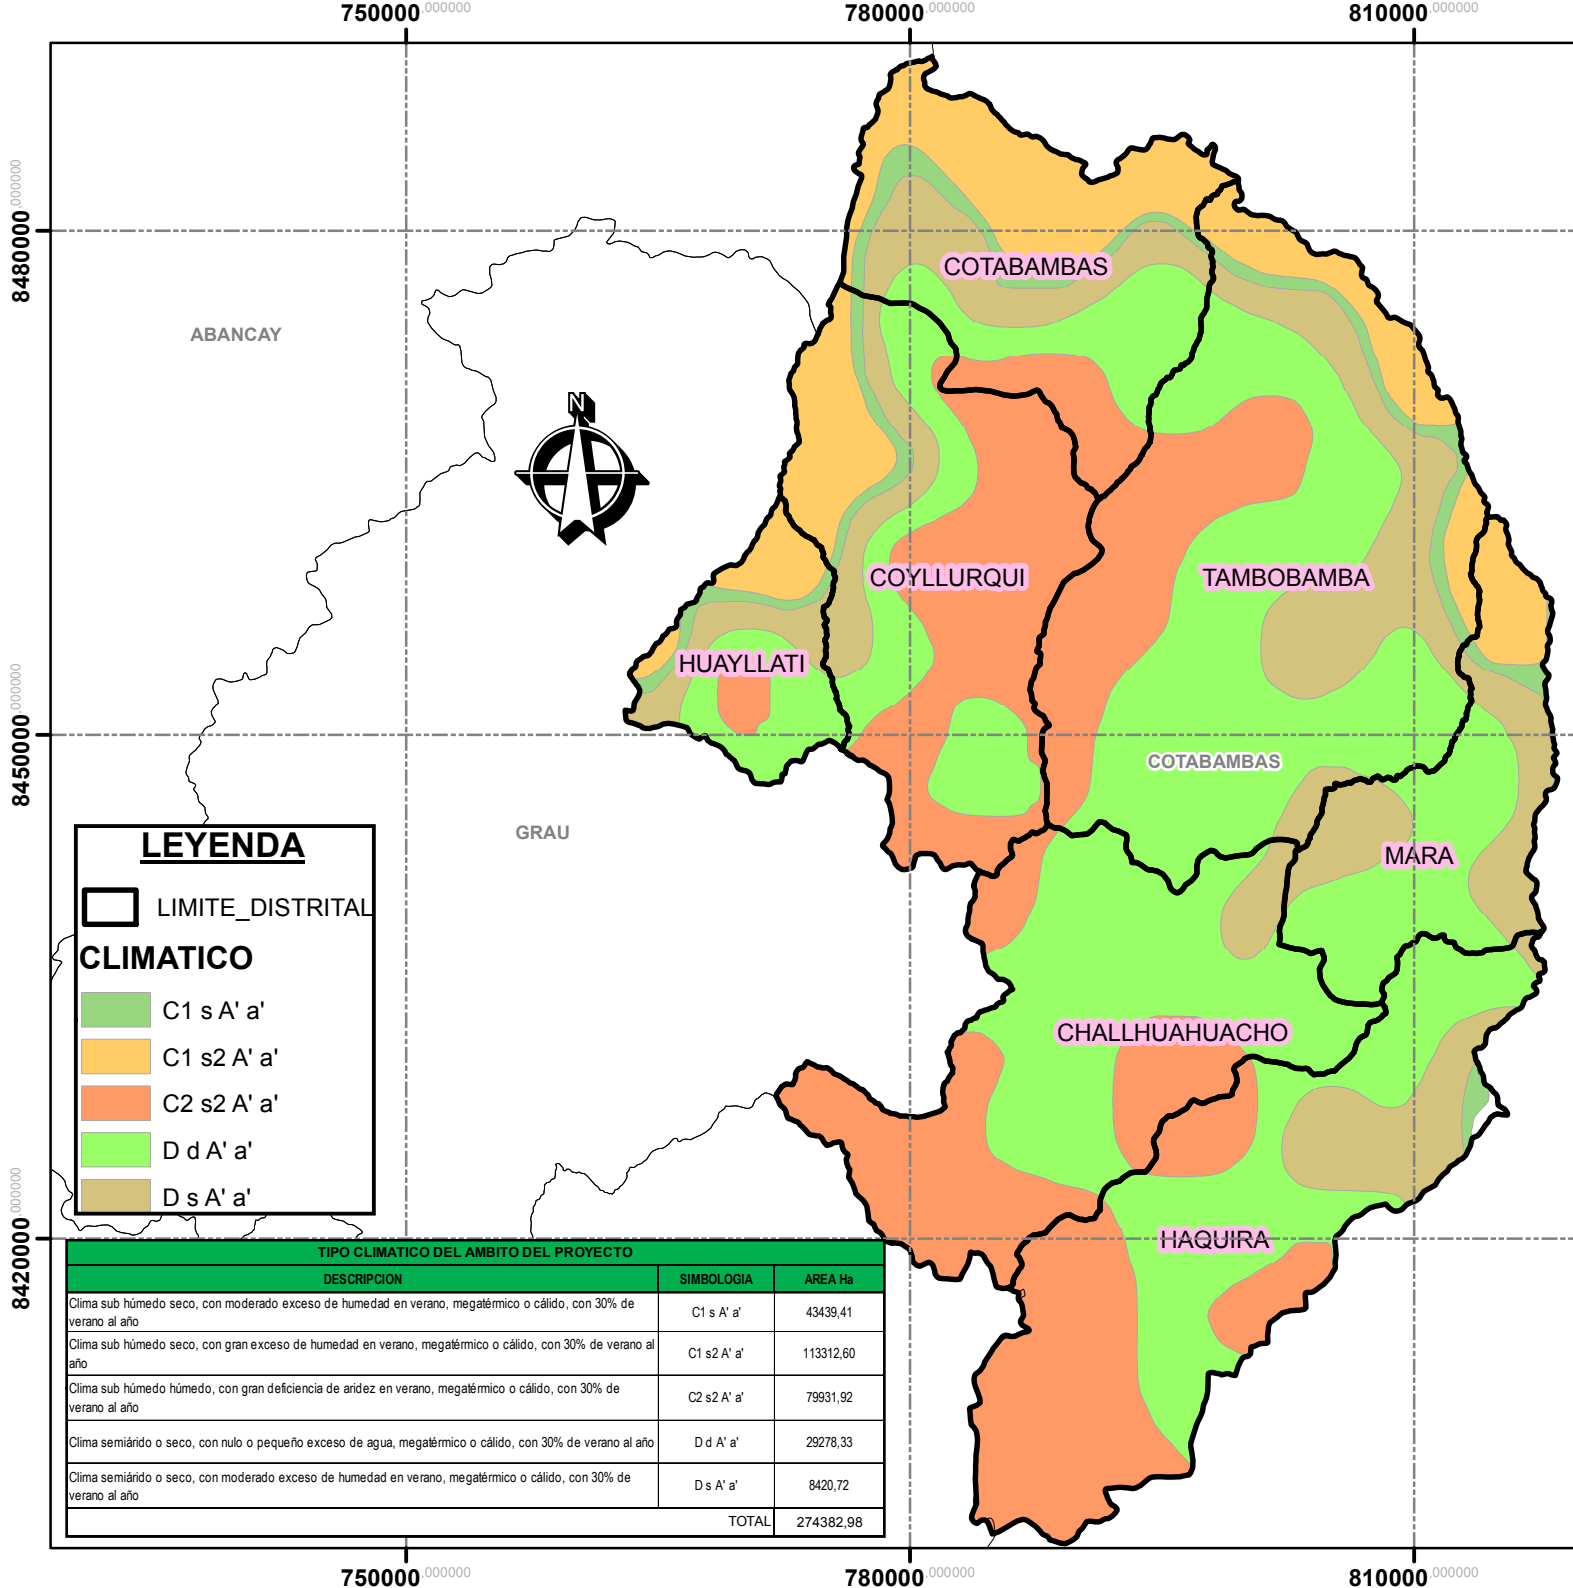 750000,000000
780000,000000
810000,000000
8480000,000000
8450000,000000
8420000,000000
ABANCAY
N
COTABAMBAS
COYLLURQUI
TAMBOBAMBA
HUAYLLATI
COTABAMBAS
GRAU
MARA
CHALLHUAHUACHO
HAQUIRA
LEYENDA
LIMITE_DISTRITAL
CLIMATICO
C1 s A' a'
C1 s2 A' a'
C2 s2 A' a'
D d A' a'
D s A' a'
TIPO CLIMATICO DEL AMBITO DEL PROYECTO
DESCRIPCION SIMBOLOGIA AREA Ha
Clima sub húmedo seco, con moderado exceso de humedad en verano, megatérmico o cálido, con 30% de
verano al año C1 s A' a' 43439,41
Clima sub húmedo seco, con gran exceso de humedad en verano, megatérmico o cálido, con 30% de verano al
año C1 s2 A' a' 113312,60
Clima sub húmedo húmedo, con gran deficiencia de aridez en verano, megatérmico o cálido, con 30% de
verano al año C2 s2 A' a' 79931,92
Clima semiárido o seco, con nulo o pequeño exceso de agua, megatérmico o cálido, con 30% de verano al año D d A' a' 29278,33
Clima semiárido o seco, con moderado exceso de humedad en verano, megatérmico o cálido, con 30% de
verano al año D s A' a' 8420,72
TOTAL 274382,98
750000,000000
780000,000000
810000,000000